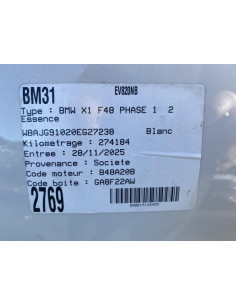 BM31 EV820NB
Type : BMW X1 F48 PHASE 1 2
Essence
WBAJG91020EG27238 Blanc
Kilometrage : 274184
Entree : 28/11/2025
Provenance : Societe
Code moteur : B48A20B
Code boite : GA8F22AW
2769